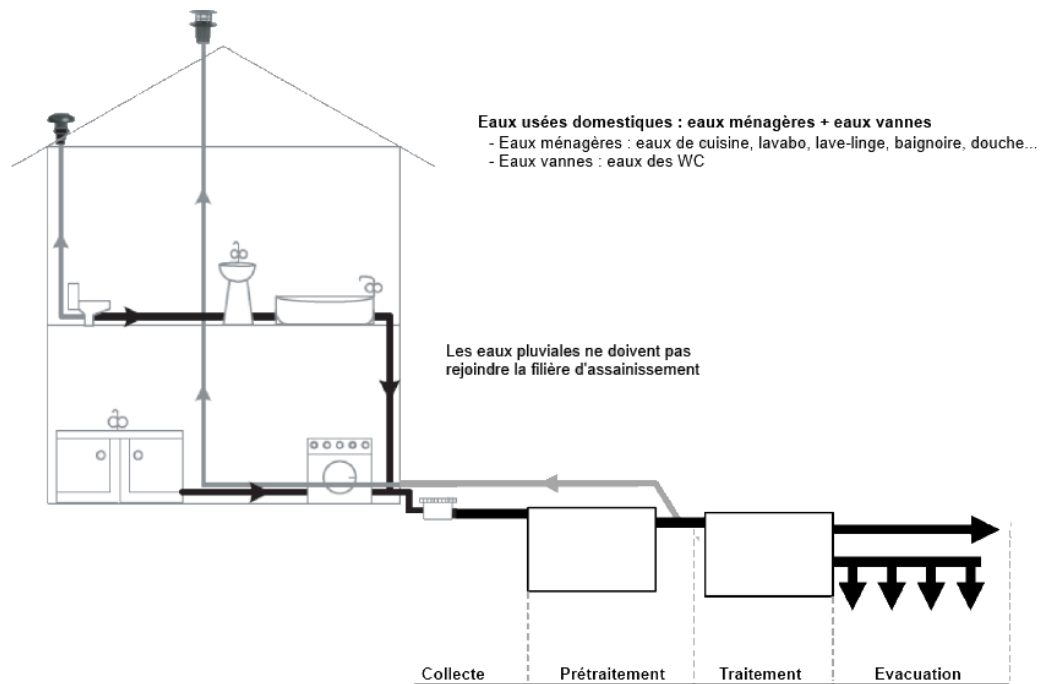 Eaux usées domestiques : eaux ménagères + eaux vannes
- Eaux ménagères : eaux de cuisine, lavabo, lave-linge, baignoire, douche...
- Eaux vannes : eaux des WC
Les eaux pluviales ne doivent pas
rejoindre la filière d'assainissement
Collecte Prétraitement Traitement Evacuation